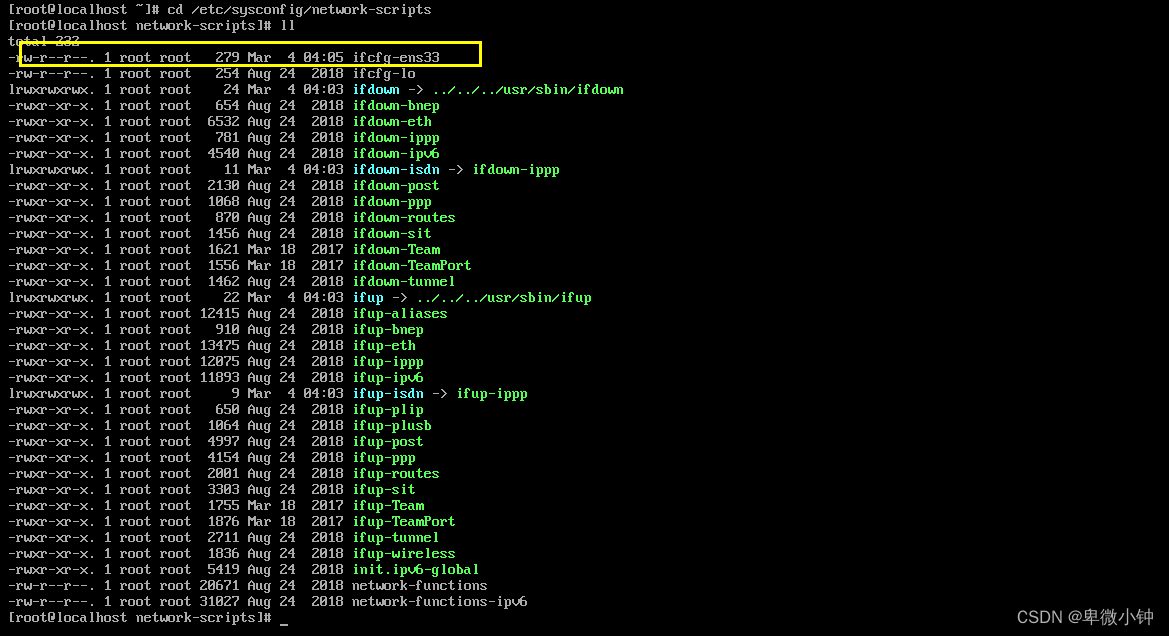 [root@localhost ~]# cd /etc/sysconfig/network-scripts
[root@localhost network-scripts]# ll
total 232
-rw-r--r--. 1 root root   279 Mar  4 04:05 ifcfg-ens33
-rw-r--r--. 1 root root   254 Aug 24  2018 ifcfg-lo
lrwxrwxrwx. 1 root root    24 Mar  4 04:03 ifdown -> ../../../usr/sbin/ifdown
-rwxr-xr-x. 1 root root   654 Aug 24  2018 ifdown-bnep
-rwxr-xr-x. 1 root root  6532 Aug 24  2018 ifdown-eth
-rwxr-xr-x. 1 root root   781 Aug 24  2018 ifdown-ippp
-rwxr-xr-x. 1 root root  4540 Aug 24  2018 ifdown-ipv6
lrwxrwxrwx. 1 root root    11 Mar  4 04:03 ifdown-isdn -> ifdown-ippp
-rwxr-xr-x. 1 root root  2130 Aug 24  2018 ifdown-post
-rwxr-xr-x. 1 root root  1068 Aug 24  2018 ifdown-ppp
-rwxr-xr-x. 1 root root   870 Aug 24  2018 ifdown-routes
-rwxr-xr-x. 1 root root  1456 Aug 24  2018 ifdown-sit
-rwxr-xr-x. 1 root root  1621 Mar 18  2017 ifdown-Team
-rwxr-xr-x. 1 root root  1556 Mar 18  2017 ifdown-TeamPort
-rwxr-xr-x. 1 root root  1462 Aug 24  2018 ifdown-tunnel
lrwxrwxrwx. 1 root root    22 Mar  4 04:03 ifup -> ../../../usr/sbin/ifup
-rwxr-xr-x. 1 root root 12415 Aug 24  2018 ifup-aliases
-rwxr-xr-x. 1 root root   910 Aug 24  2018 ifup-bnep
-rwxr-xr-x. 1 root root 13475 Aug 24  2018 ifup-eth
-rwxr-xr-x. 1 root root 12075 Aug 24  2018 ifup-ippp
-rwxr-xr-x. 1 root root 11893 Aug 24  2018 ifup-ipv6
lrwxrwxrwx. 1 root root     9 Mar  4 04:03 ifup-isdn -> ifup-ippp
-rwxr-xr-x. 1 root root   650 Aug 24  2018 ifup-plip
-rwxr-xr-x. 1 root root  1064 Aug 24  2018 ifup-plusb
-rwxr-xr-x. 1 root root  4997 Aug 24  2018 ifup-post
-rwxr-xr-x. 1 root root  4154 Aug 24  2018 ifup-ppp
-rwxr-xr-x. 1 root root  2001 Aug 24  2018 ifup-routes
-rwxr-xr-x. 1 root root  3303 Aug 24  2018 ifup-sit
-rwxr-xr-x. 1 root root  1755 Mar 18  2017 ifup-Team
-rwxr-xr-x. 1 root root  1876 Mar 18  2017 ifup-TeamPort
-rwxr-xr-x. 1 root root  2711 Aug 24  2018 ifup-tunnel
-rwxr-xr-x. 1 root root  1836 Aug 24  2018 ifup-wireless
-rwxr-xr-x. 1 root root  5419 Aug 24  2018 init.ipv6-global
-rw-r--r--. 1 root root 20671 Aug 24  2018 network-functions
-rw-r--r--. 1 root root 31027 Aug 24  2018 network-functions-ipv6
[root@localhost network-scripts]# _
CSDN @卑微小钟